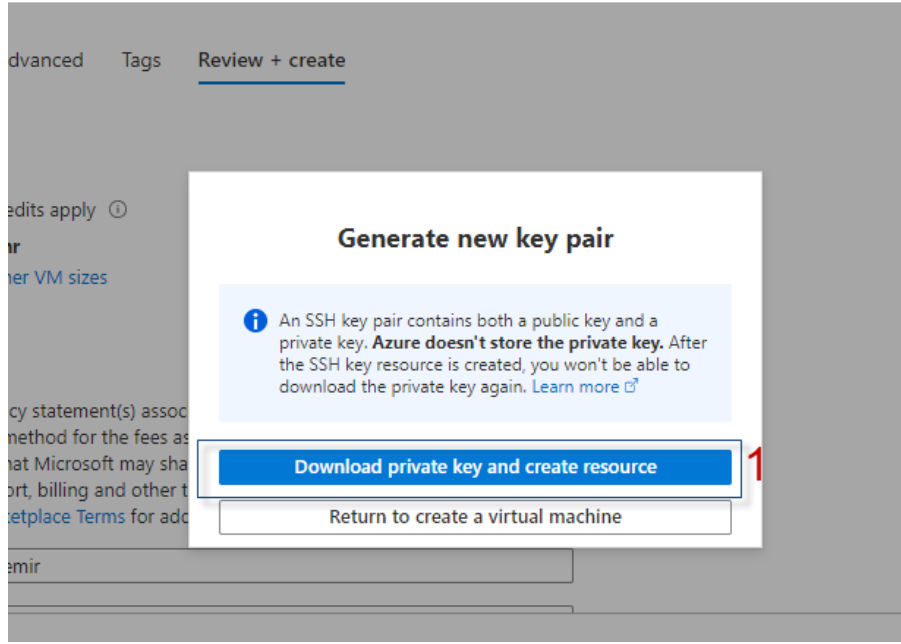 dvanced Tags Review + create
edits apply
hr
her VM sizes
Generate new key pair
An SSH key pair contains both a public key and a
private key. Azure doesn't store the private key. After
the SSH key resource is created, you won't be able to
download the private key again. Learn more
cy statement(s) assoc
method for the fees as
hat Microsoft may sha
ort, billing and other t
ketplace Terms for adc
Download private key and create resource
1
Return to create a virtual machine
emir